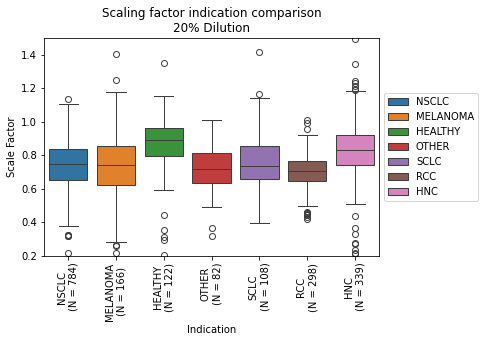 Scaling factor indication comparison
20% Dilution
Scale Factor
1.4
1.2
1.0
0.8
0.6
0.4
0.2
NSCLC
(N = 784)
MELANOMA
(N = 166)
HEALTHY
(N = 122)
OTHER
(N = 82)
SCLC
(N = 108)
RCC
(N = 298)
HNC
(N = 339)
Indication
NSCLC
MELANOMA
HEALTHY
OTHER
SCLC
RCC
HNC